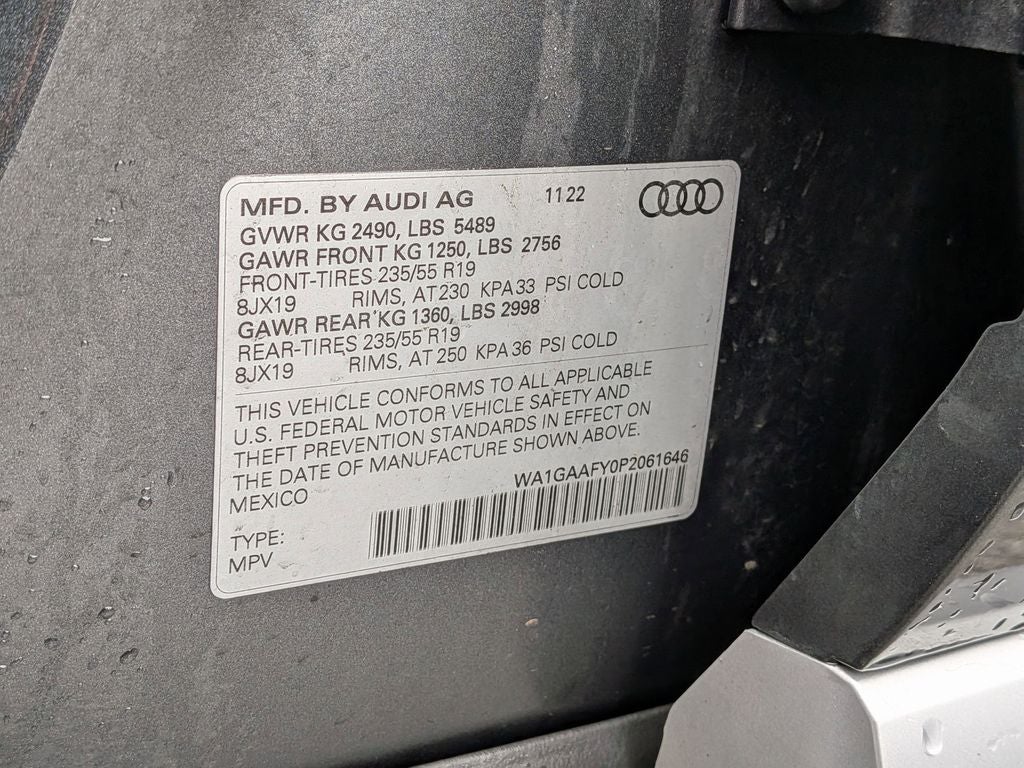 MFD. BY AUDI AG 11 22
GVWR KG 2490, LBS 5489
GAWR FRONT KG 1250, LBS 2756
FRONT-TIRES 235/55 R19
8JX19 RIMS, AT 230 KPA 33 PSI COLD
GAWR REAR KG 1360, LBS 2998
REAR-TIRES 235/55 R19
8JX19 RIMS, AT 250 KPA 36 PSI COLD
THIS VEHICLE CONFORMS TO ALL APPLICABLE
U.S. FEDERAL MOTOR VEHICLE SAFETY AND
THEFT PREVENTION STANDARDS IN EFFECT ON
THE DATE OF MANUFACTURE SHOWN ABOVE.
MEXICO WA1GAAFY0P2061646
TYPE:
MPV